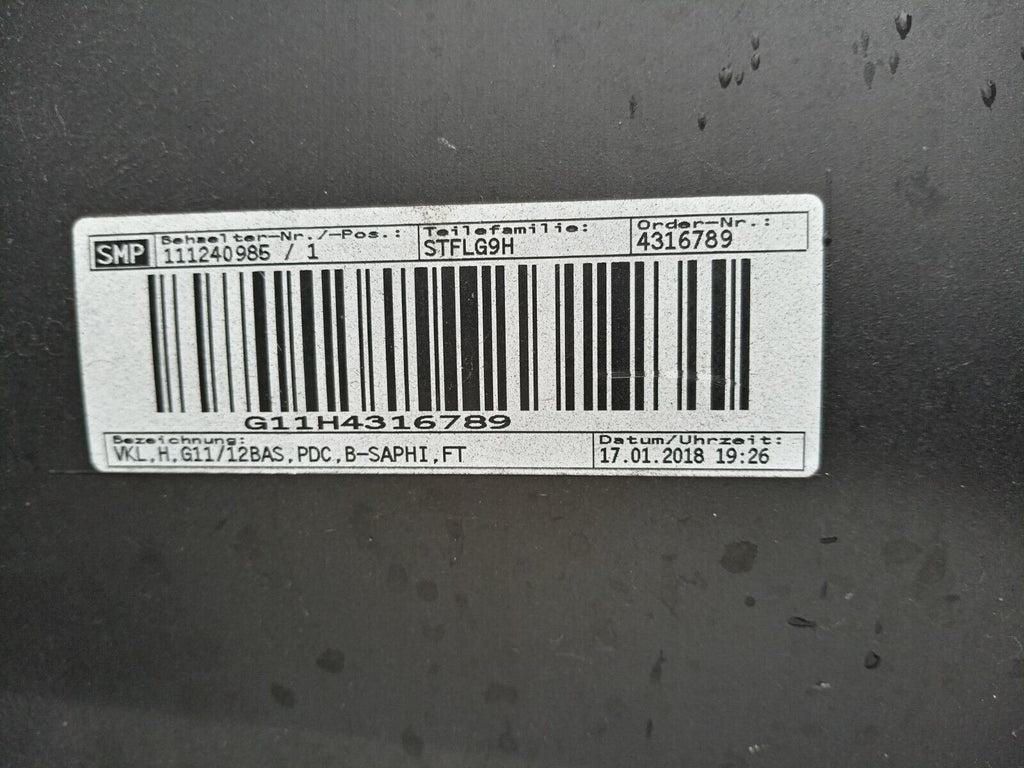 SMP
Behaelter-Nr./-Pos.:
111240985 / 1
Teilefamilie:
STFLG9H
Order-Nr.:
4316789
G11H4316789
Bezeichnung:
VKL,H,G11/12BAS,PDC,B-SAPHI,FT
Datum/Uhrzeit:
17.01.2018 19:26